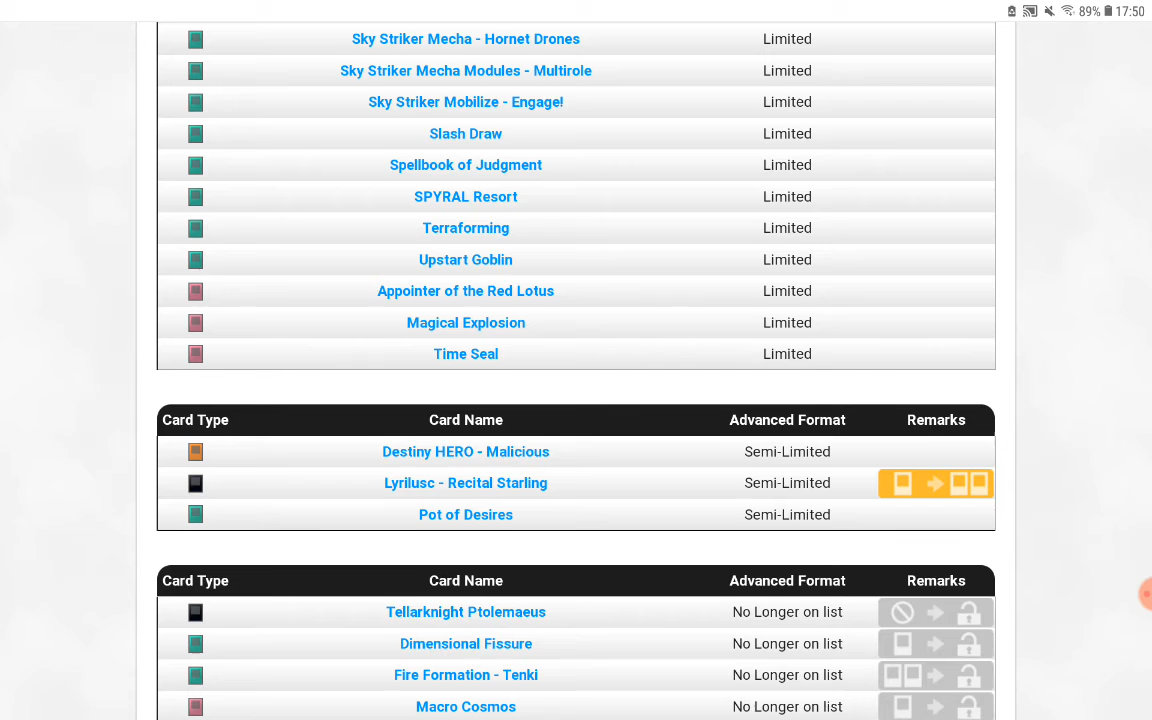 89% 17:50
Sky Striker Mecha - Hornet Drones Limited
Sky Striker Mecha Modules - Multirole Limited
Sky Striker Mobilize - Engage! Limited
Slash Draw Limited
Spellbook of Judgment Limited
SPYRAL Resort Limited
Terraforming Limited
Upstart Goblin Limited
Appointer of the Red Lotus Limited
Magical Explosion Limited
Time Seal Limited
Card Type Card Name Advanced Format Remarks
Destiny HERO - Malicious Semi-Limited
Lyrilusc - Recital Starling Semi-Limited
Pot of Desires Semi-Limited
Card Type Card Name Advanced Format Remarks
Tellarknight Ptolemaeus No Longer on list
Dimensional Fissure No Longer on list
Fire Formation - Tenki No Longer on list
Macro Cosmos No Longer on list